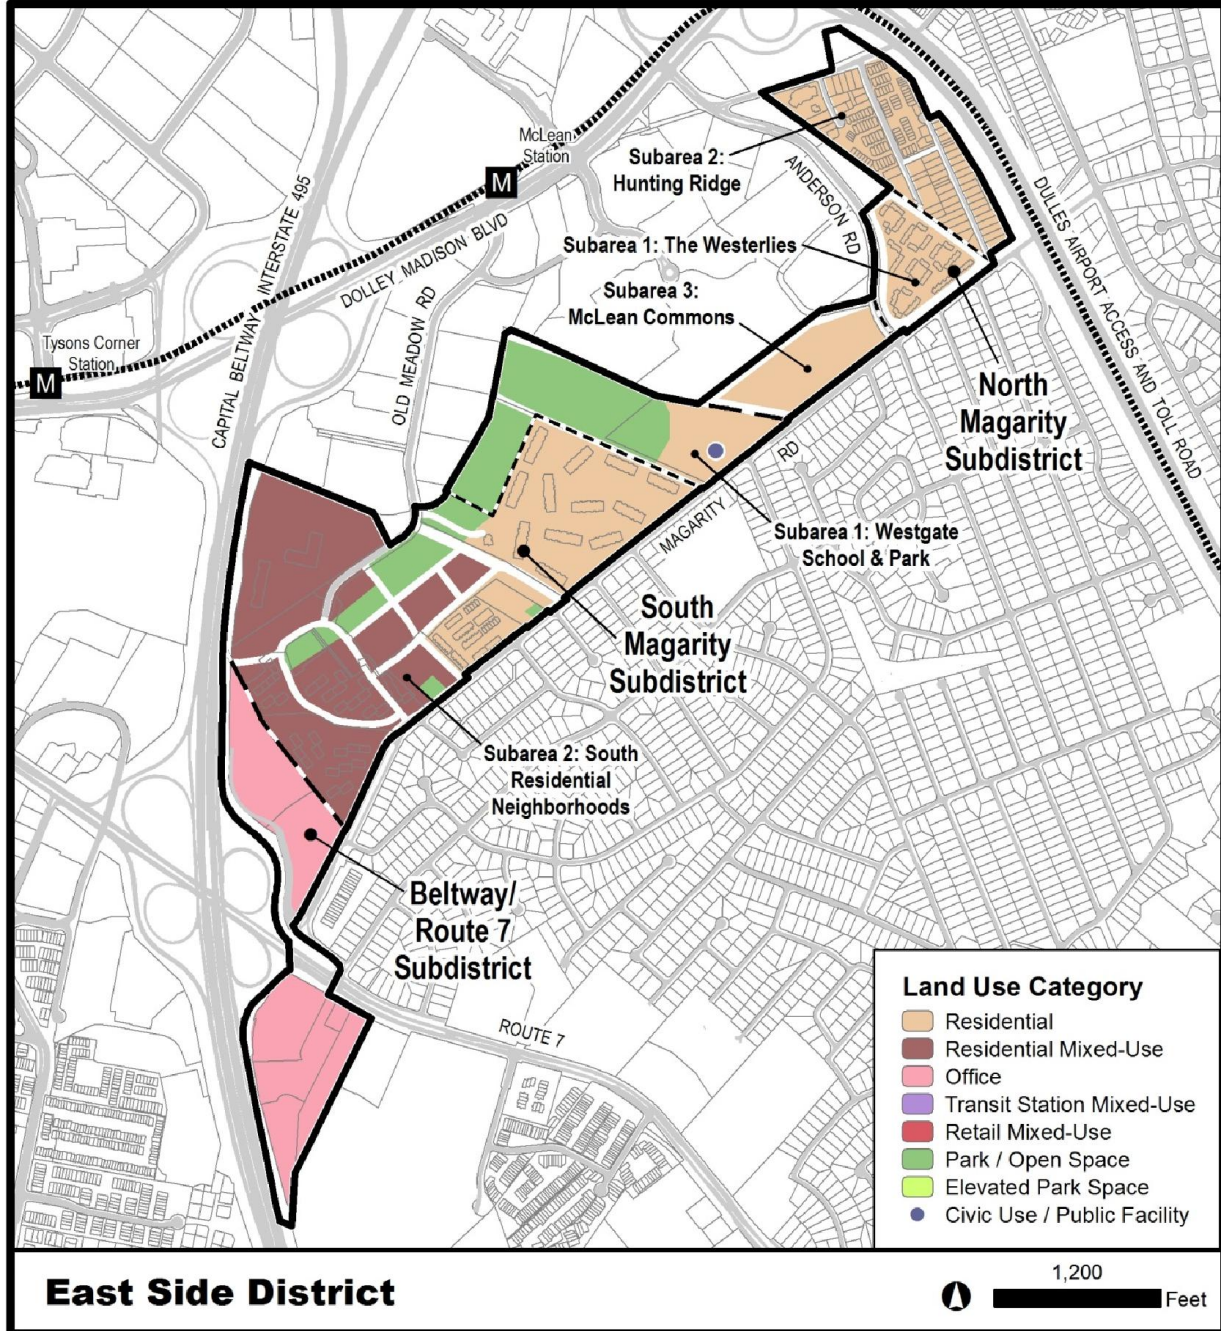 McLean
Station
M
Subarea 2:
Hunting Ridge
ANDERSON RD
DULLES AIRPORT ACCESS AND TOLL ROAD
CAPITAL BELTWAY INTERSTATE 495
DOLLEY MADISON BLVD
Subarea 1: The Westerlies
Subarea 3:
McLean Commons
Tysons Corner
Station
M
OLD MEADOW RD
North
Magarity
Subdistrict
MAGARITY RD
Subarea 1: Westgate
School & Park
South
Magarity
Subdistrict
Subarea 2: South
Residential
Neighborhoods
Beltway/
Route 7
Subdistrict
ROUTE 7
Land Use Category
Residential
Residential Mixed-Use
Office
Transit Station Mixed-Use
Retail Mixed-Use
Park / Open Space
Elevated Park Space
Civic Use / Public Facility
East Side District
1,200
Feet